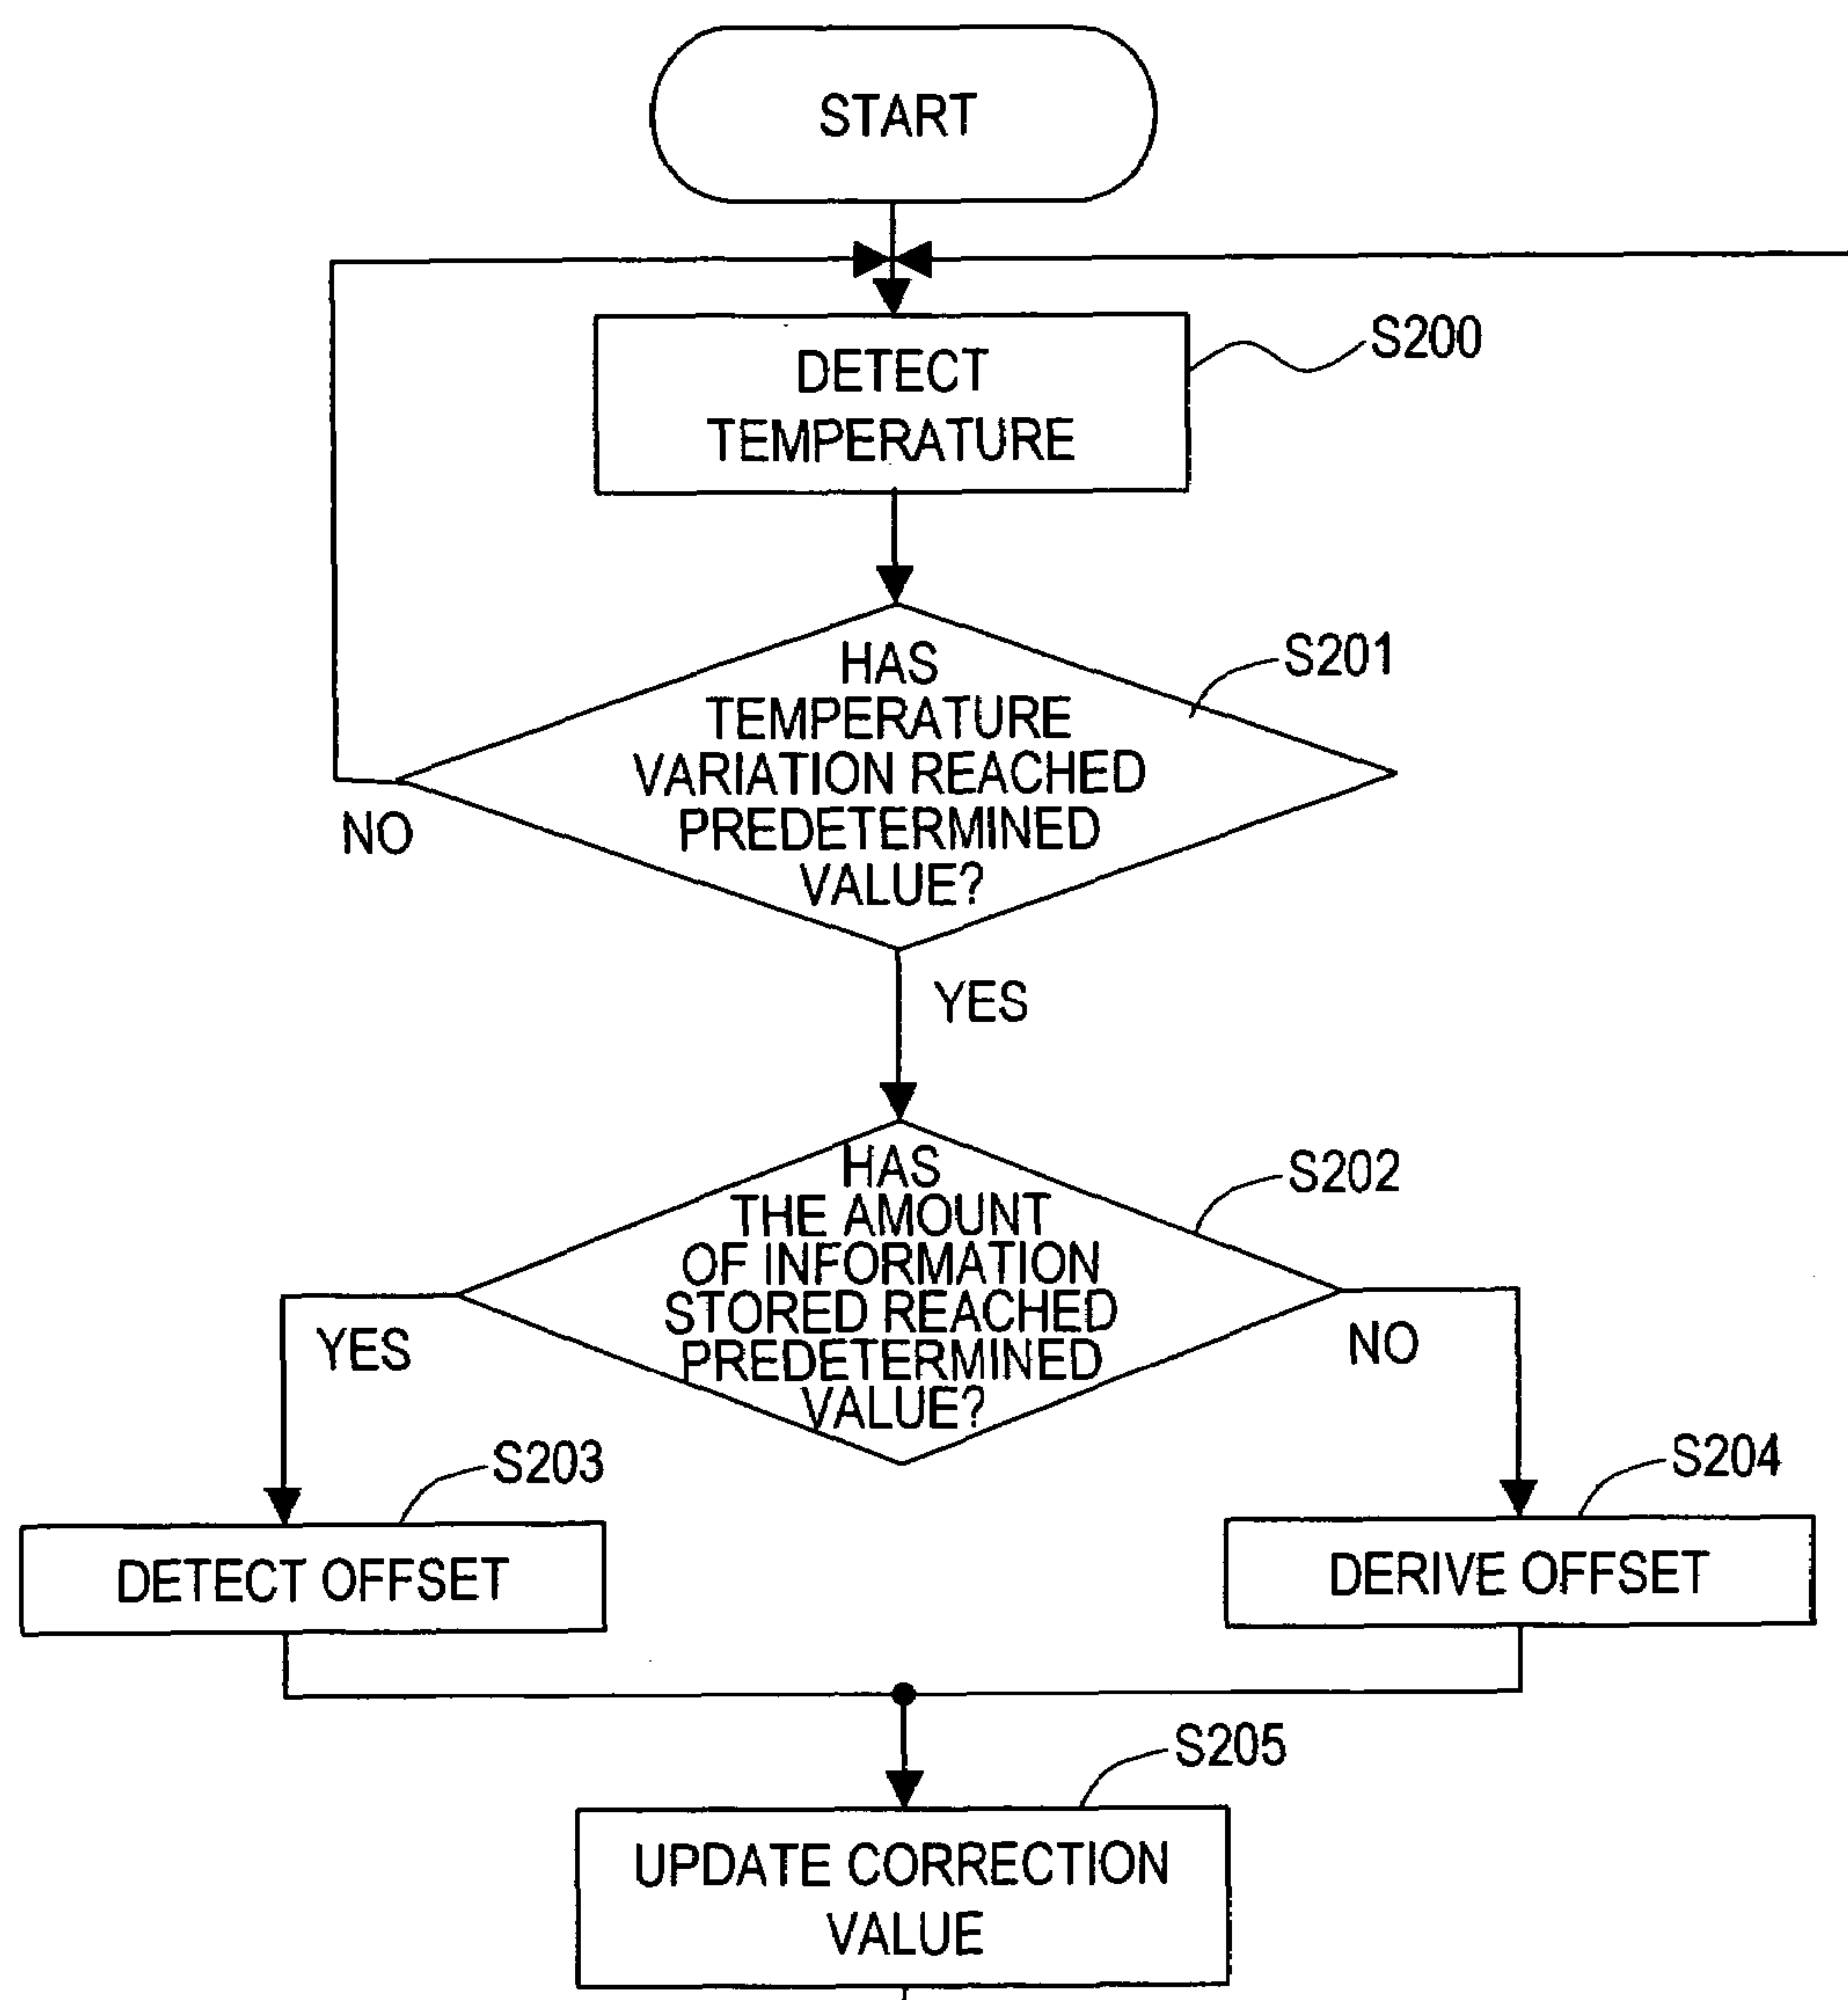 START
S200
DETECT
TEMPERATURE
S201
HAS
TEMPERATURE
VARIATION REACHED
PREDETERMINED
VALUE?
NO
YES
S202
HAS
THE AMOUNT
OF INFORMATION
STORED REACHED
PREDETERMINED
VALUE?
YES
NO
S203
DETECT OFFSET
S204
DERIVE OFFSET
S205
UPDATE CORRECTION
VALUE